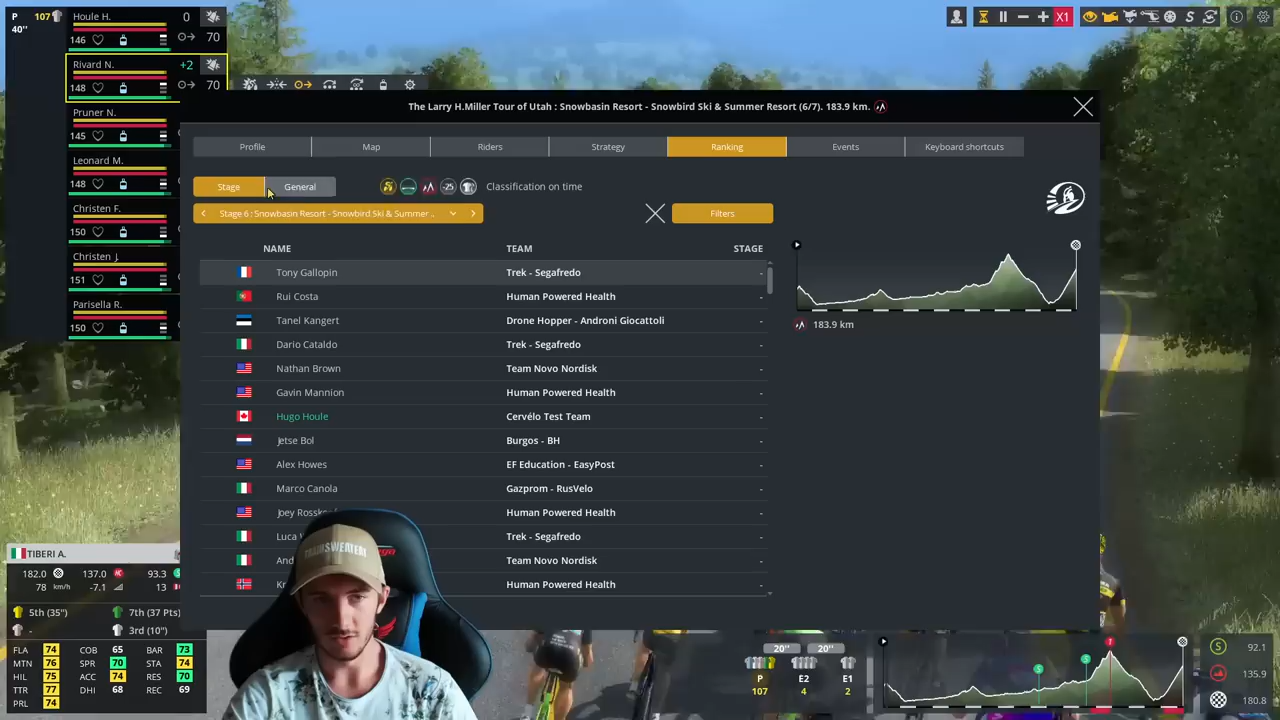 P 107
40''
Houle H. 0
146 70
Rivard N. +2
148 70
Pruner N.
145
Leonard M.
148
Christen F.
150
Christen J.
151
Parisella R.
150
X1
The Larry H.Miller Tour of Utah : Snowbasin Resort - Snowbird Ski & Summer Resort (6/7). 183.9 km.
Profile Map Riders Strategy Ranking Events Keyboard shortcuts
Stage General -25 Classification on time
Stage 6 : Snowbasin Resort - Snowbird Ski & Summer .. Filters
NAME TEAM STAGE
Tony Gallopin Trek - Segafredo -
Rui Costa Human Powered Health -
Tanel Kangert Drone Hopper - Androni Giocattoli -
Dario Cataldo Trek - Segafredo -
Nathan Brown Team Novo Nordisk -
Gavin Mannion Human Powered Health -
Hugo Houle Cervélo Test Team -
Jetse Bol Burgos - BH -
Alex Howes EF Education - EasyPost -
Marco Canola Gazprom - RusVelo -
Joey Human Powered Health -
Luca Trek - Segafredo -
Team Novo Nordisk -
Human Powered Health -
183.9 km
TIBERI A.
182.0 137.0 93.3
78 km/h -7.1 13
5th (35'') 7th (37 Pts)
- 3rd (10'')
FLA 74 COB 65 BAR 73
MTN 76 SPR 70 STA 74
HIL 75 ACC 74 RES 70
TTR 77 DHI 68 REC 69
PRL 74
20'' 20''
P E2 E1
107 4 2
S 92.1
135.9
180.8